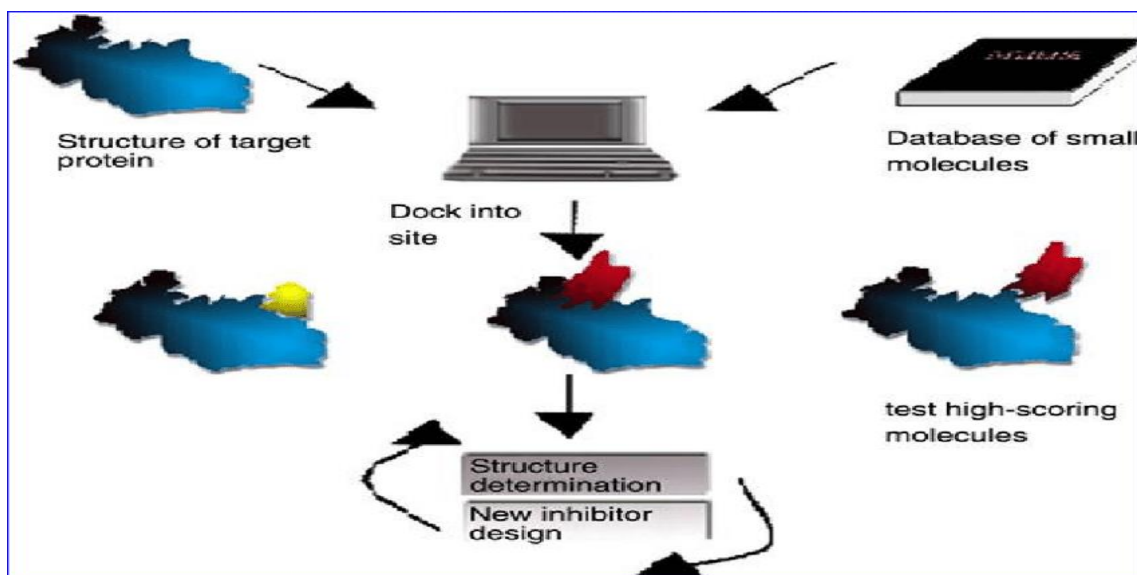 Structure of target
protein
Database of small
molecules
Dock into
site
test high-scoring
molecules
Structure
determination
New inhibitor
design